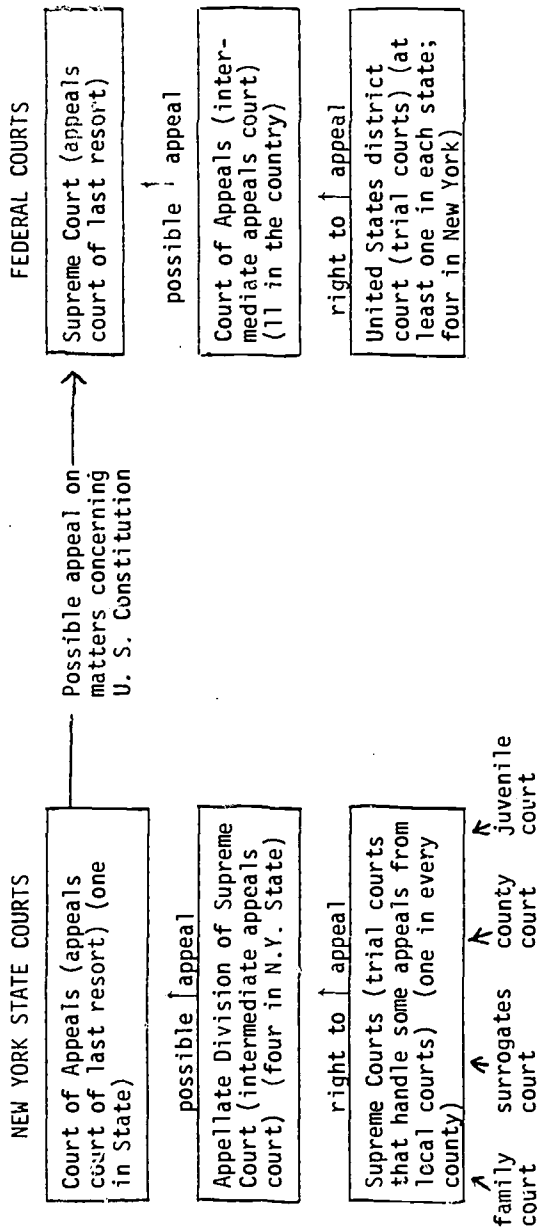 NEW YORK STATE COURTS
Court of Appeals (appeals
court of last resort) (one
in State)
possible appeal
Appellate Division of Supreme
Court (intermediate appeals
court) (four in N.Y. State)
right to appeal
Supreme Courts (trial courts
that handle some appeals from
local courts) (one in every
county)
family
court
surrogates
court
county
court
juvenile
court
Possible appeal on
matters concerning
U. S. Constitution
FEDERAL COURTS
Supreme Court (appeals
court of last resort)
possible appeal
Court of Appeals (inter-
mediate appeals court)
(11 in the country)
right to appeal
United States district
court (trial courts) (at
least one in each state;
four in New York)